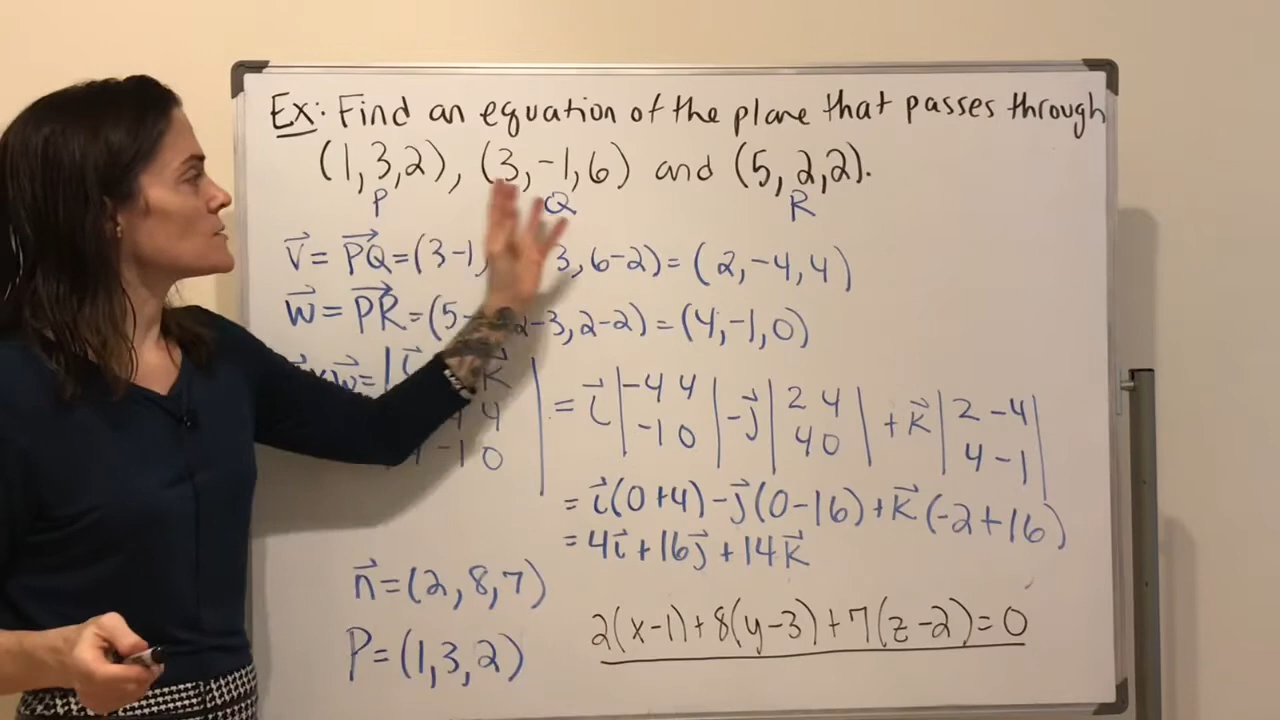 Ex: Find an equation of the plane that passes through
(1,3,2), (3,-1,6) and (5,2,2).
P Q R
v⃗ = PQ⃗ = (3-1, 3, 6-2) = (2,-4,4)
w⃗ = PR⃗ = (5- 2-3, 2-2) = (4,-1,0)
w⃗ = | i⃗ k⃗ | = i⃗ |-4 4| - j⃗ |2 4| + k⃗ |2 -4|
4 |-1 0| |4 0| |4 -1|
-1 0
= i⃗(0+4) - j⃗(0-16) + k⃗(-2+16)
= 4i⃗ + 16j⃗ + 14k⃗
n⃗ = (2,8,7)
P = (1,3,2)
2(x-1)+8(y-3)+7(z-2)=0